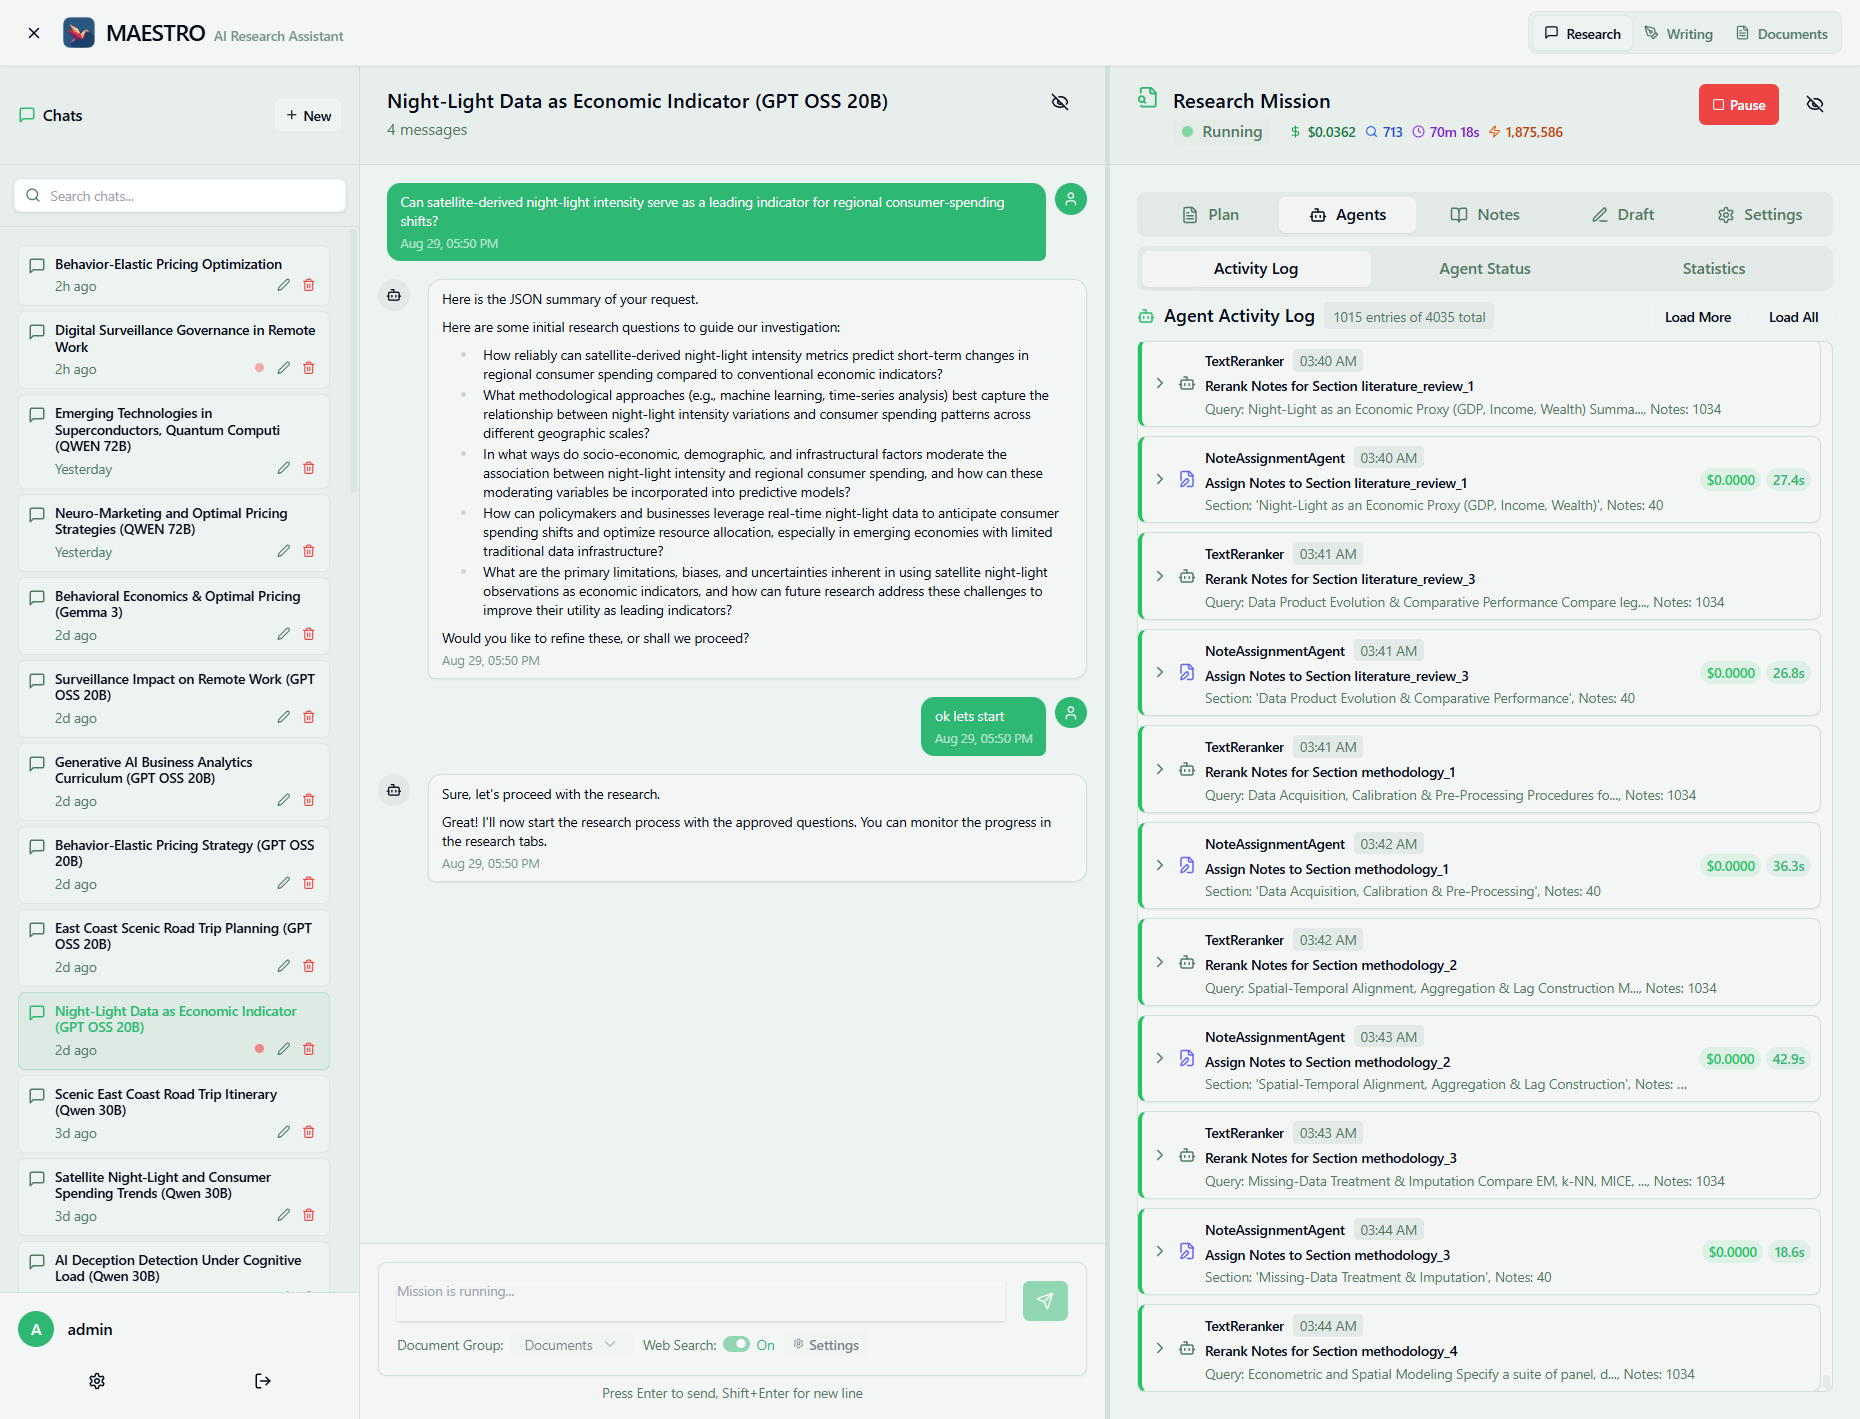 MAESTRO AI Research Assistant
Research
Writing
Documents
Chats
New
Search chats...
Behavior-Elastic Pricing Optimization
2h ago
Digital Surveillance Governance in Remote
Work
2h ago
Emerging Technologies in
Superconductors, Quantum Computi
(QWEN 72B)
Yesterday
Neuro-Marketing and Optimal Pricing
Strategies (QWEN 72B)
Yesterday
Behavioral Economics & Optimal Pricing
(Gemma 3)
2d ago
Surveillance Impact on Remote Work (GPT
OSS 20B)
2d ago
Generative AI Business Analytics
Curriculum (GPT OSS 20B)
2d ago
Behavior-Elastic Pricing Strategy (GPT OSS
20B)
2d ago
East Coast Scenic Road Trip Planning (GPT
OSS 20B)
2d ago
Night-Light Data as Economic Indicator
(GPT OSS 20B)
2d ago
Scenic East Coast Road Trip Itinerary
(Qwen 30B)
3d ago
Satellite Night-Light and Consumer
Spending Trends (Qwen 30B)
3d ago
AI Deception Detection Under Cognitive
Load (Qwen 30B)
A
admin
Night-Light Data as Economic Indicator (GPT OSS 20B)
4 messages
Can satellite-derived night-light intensity serve as a leading indicator for regional consumer-spending
shifts?
Aug 29, 05:50 PM
Here is the JSON summary of your request.
Here are some initial research questions to guide our investigation:
How reliably can satellite-derived night-light intensity metrics predict short-term changes in
regional consumer spending compared to conventional economic indicators?
What methodological approaches (e.g., machine learning, time-series analysis) best capture the
relationship between night-light intensity variations and consumer spending patterns across
different geographic scales?
In what ways do socio-economic, demographic, and infrastructural factors moderate the
association between night-light intensity and regional consumer spending, and how can these
moderating variables be incorporated into predictive models?
How can policymakers and businesses leverage real-time night-light data to anticipate consumer
spending shifts and optimize resource allocation, especially in emerging economies with limited
traditional data infrastructure?
What are the primary limitations, biases, and uncertainties inherent in using satellite night-light
observations as economic indicators, and how can future research address these challenges to
improve their utility as leading indicators?
Would you like to refine these, or shall we proceed?
Aug 29, 05:50 PM
ok lets start
Aug 29, 05:50 PM
Sure, let's proceed with the research.
Great! I'll now start the research process with the approved questions. You can monitor the progress in
the research tabs.
Aug 29, 05:50 PM
Mission is running...
Document Group: Documents Web Search: On Settings
Press Enter to send, Shift+Enter for new line
Research Mission
Pause
Running $ $0.0362 713 70m 18s 1,875,586
Plan Agents Notes Draft Settings
Activity Log Agent Status Statistics
Agent Activity Log 1015 entries of 4035 total Load More Load All
TextReranker 03:40 AM
Rerank Notes for Section literature_review_1
Query: Night-Light as an Economic Proxy (GDP, Income, Wealth) Summa..., Notes: 1034
NoteAssignmentAgent 03:40 AM
Assign Notes to Section literature_review_1 $0.0000 27.4s
Section: 'Night-Light as an Economic Proxy (GDP, Income, Wealth)', Notes: 40
TextReranker 03:41 AM
Rerank Notes for Section literature_review_3
Query: Data Product Evolution & Comparative Performance Compare leg..., Notes: 1034
NoteAssignmentAgent 03:41 AM
Assign Notes to Section literature_review_3 $0.0000 26.8s
Section: 'Data Product Evolution & Comparative Performance', Notes: 40
TextReranker 03:41 AM
Rerank Notes for Section methodology_1
Query: Data Acquisition, Calibration & Pre-Processing Procedures fo..., Notes: 1034
NoteAssignmentAgent 03:42 AM
Assign Notes to Section methodology_1 $0.0000 36.3s
Section: 'Data Acquisition, Calibration & Pre-Processing', Notes: 40
TextReranker 03:42 AM
Rerank Notes for Section methodology_2
Query: Spatial-Temporal Alignment, Aggregation & Lag Construction M..., Notes: 1034
NoteAssignmentAgent 03:43 AM
Assign Notes to Section methodology_2 $0.0000 42.9s
Section: 'Spatial-Temporal Alignment, Aggregation & Lag Construction', Notes: ...
TextReranker 03:43 AM
Rerank Notes for Section methodology_3
Query: Missing-Data Treatment & Imputation Compare EM, k-NN, MICE, ..., Notes: 1034
NoteAssignmentAgent 03:44 AM
Assign Notes to Section methodology_3 $0.0000 18.6s
Section: 'Missing-Data Treatment & Imputation', Notes: 40
TextReranker 03:44 AM
Rerank Notes for Section methodology_4
Query: Econometric and Spatial Modeling Specify a suite of panel, d..., Notes: 1034